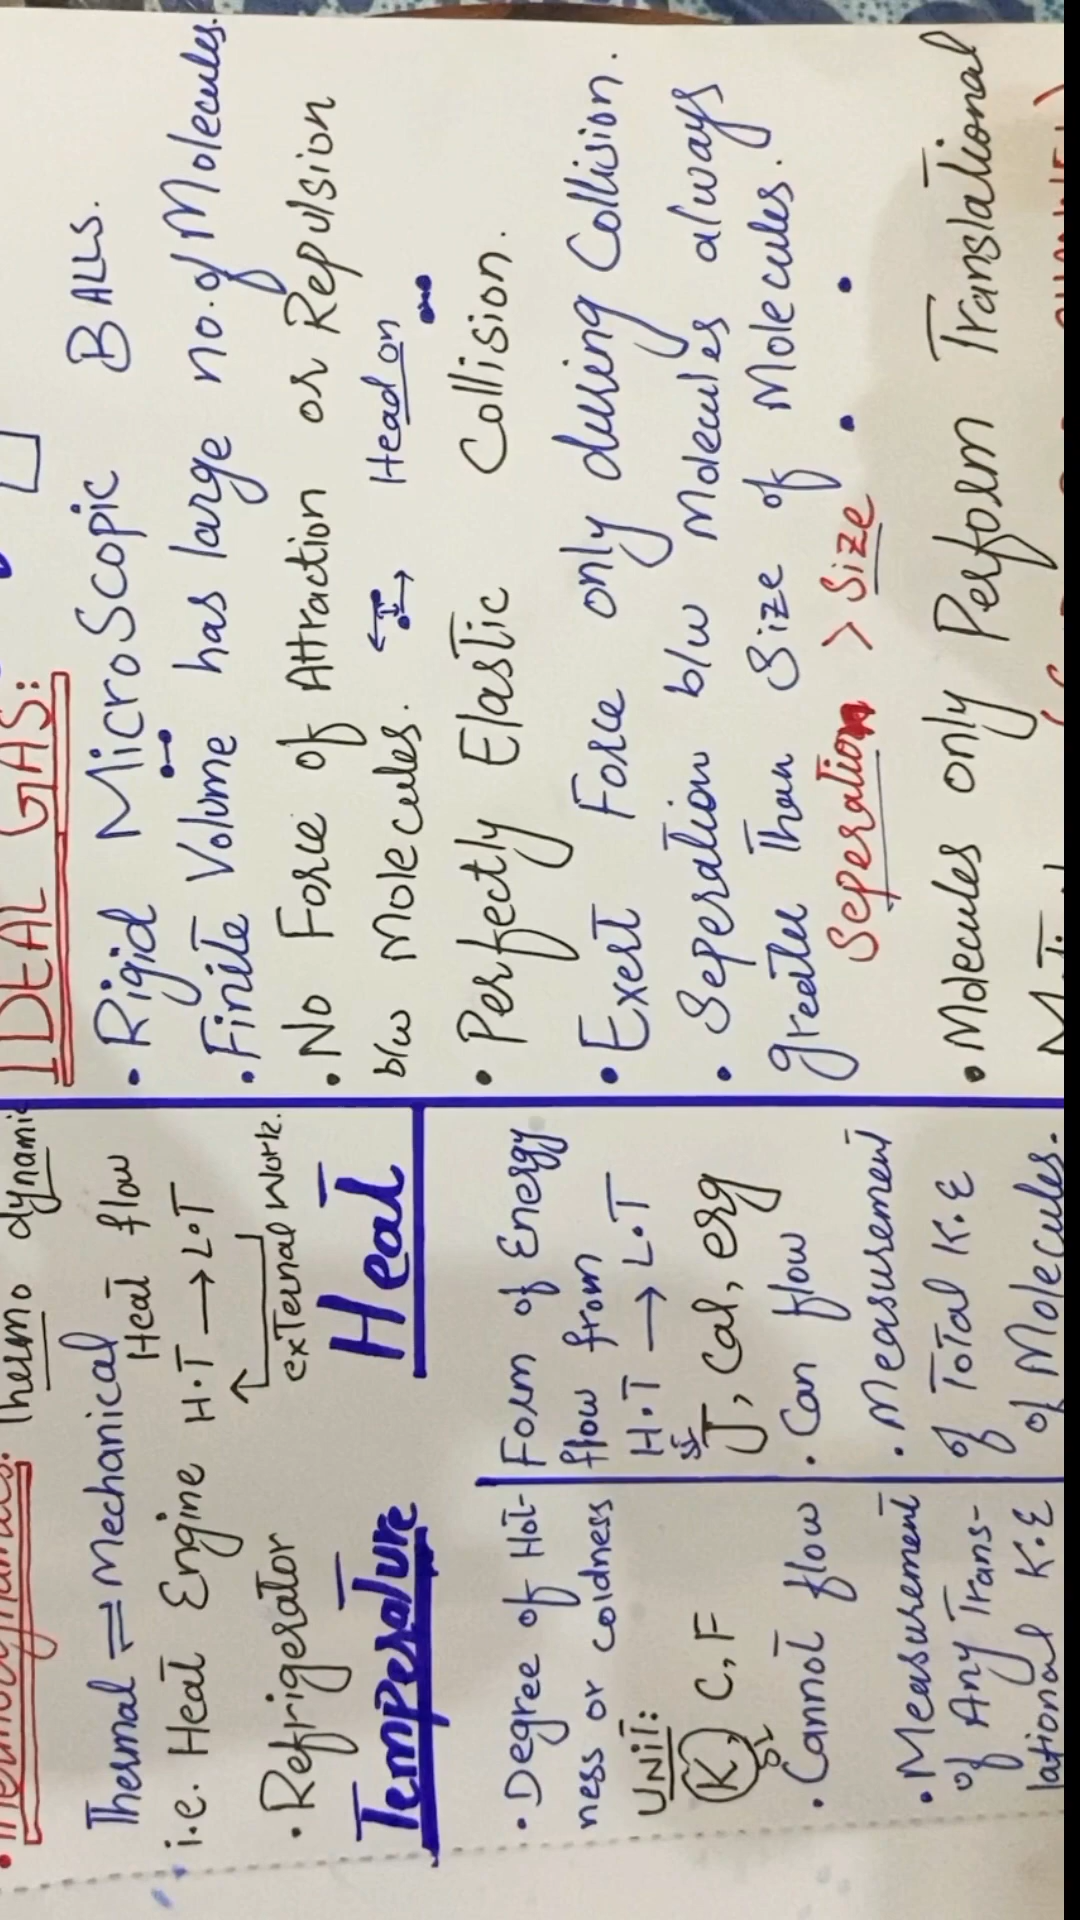 Thermodynamics: Thermo dynamic
Thermal ⇌ Mechanical
Heat flow
i.e. Heat Engine H.T → L.T
external work.
• Refrigerator
Temperature Heat
• Degree of Hot-
ness or coldness
UNIT:
(K), C, F
SI
• Cannot flow
• Measurement
of Any Trans-
lational K.E
Form of Energy
flow from
H.T → L.T
SI
J, Cal, erg
• Can flow
• Measurement
of Total K.E
of Molecules.
IDEAL GAS:
• Rigid MicroScopic BALLS.
• Finite Volume has large no. of Molecules.
• No Force of Attraction or Repulsion
b/w Molecules. Head on
• Perfectly Elastic Collision.
• Exert Force only during Collision.
• Seperation b/w Molecules always
greater Than Size of Molecules.
Seperation > Size
• Molecules only Perform Translational